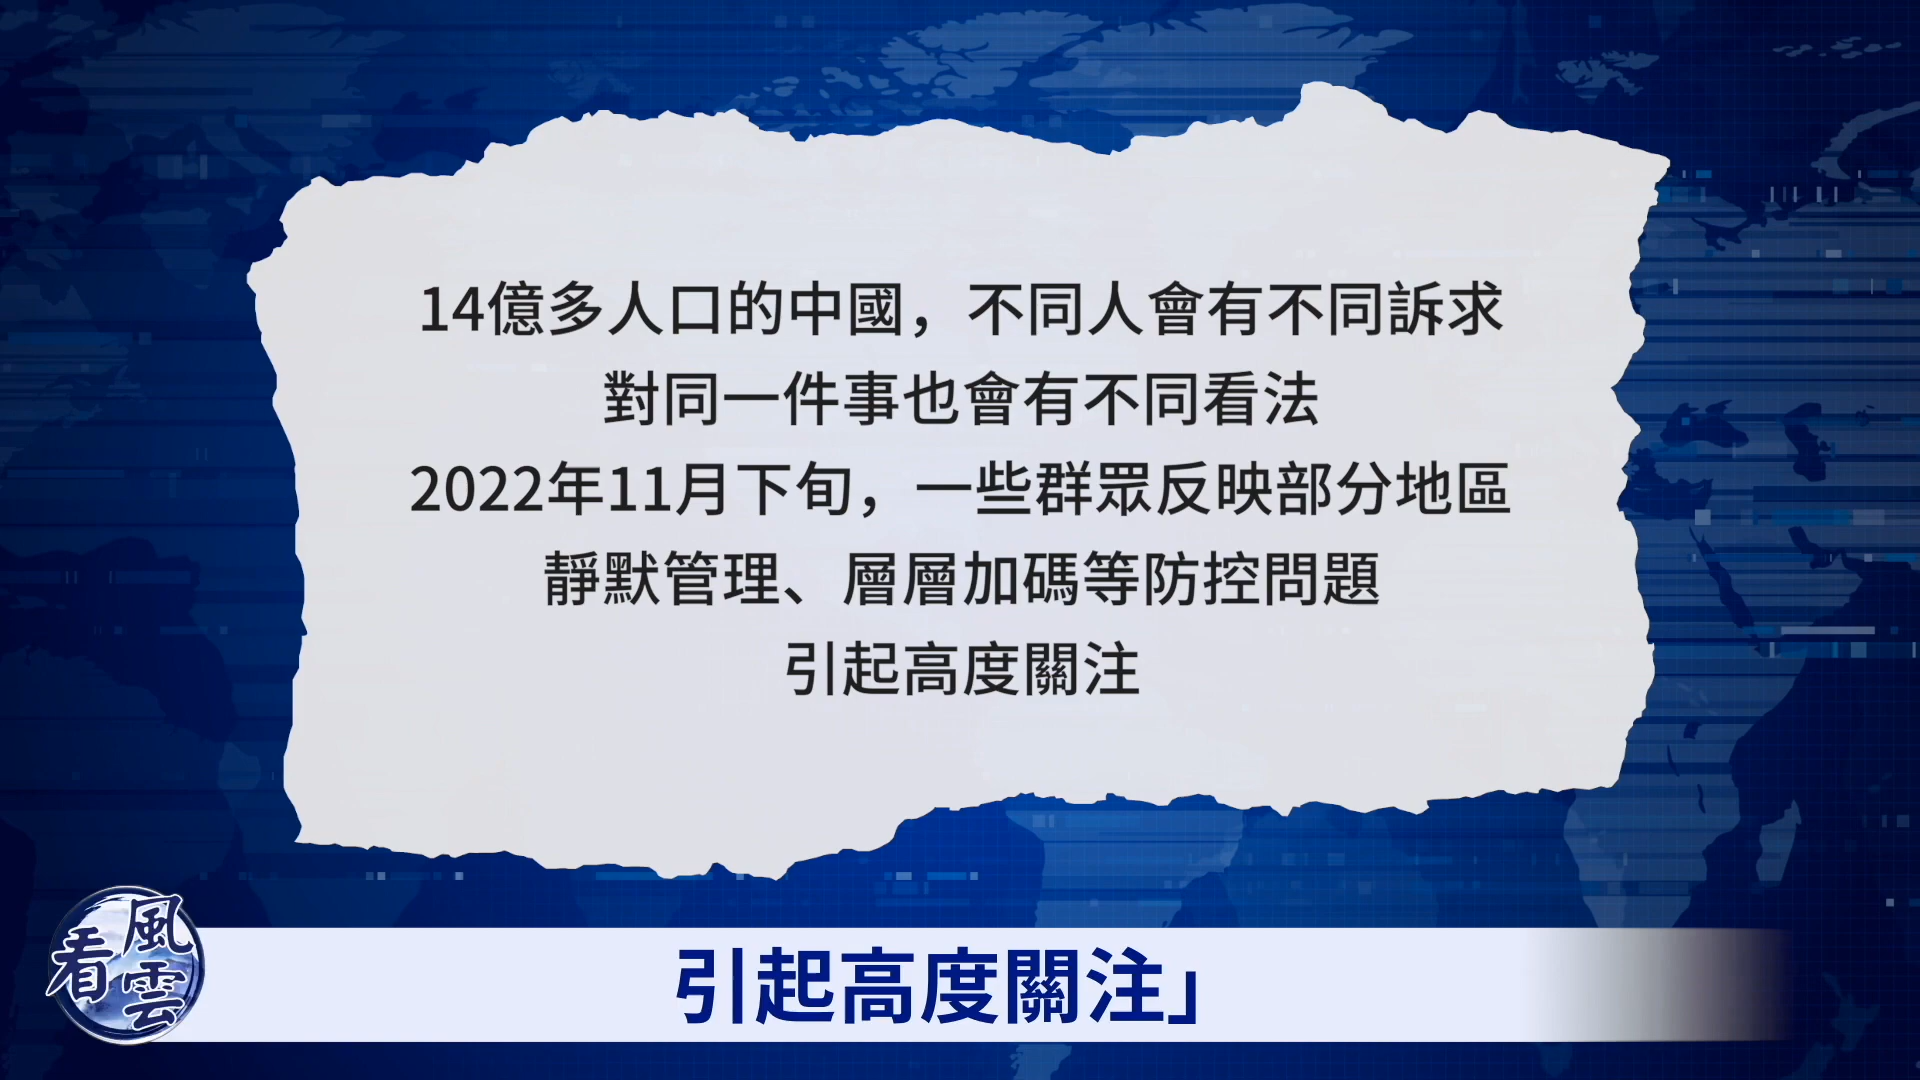 14億多人口的中國，不同人會有不同訴求
對同一件事也會有不同看法
2022年11月下旬，一些群眾反映部分地區
靜默管理、層層加碼等防控問題
引起高度關注
風雲
看
引起高度關注」